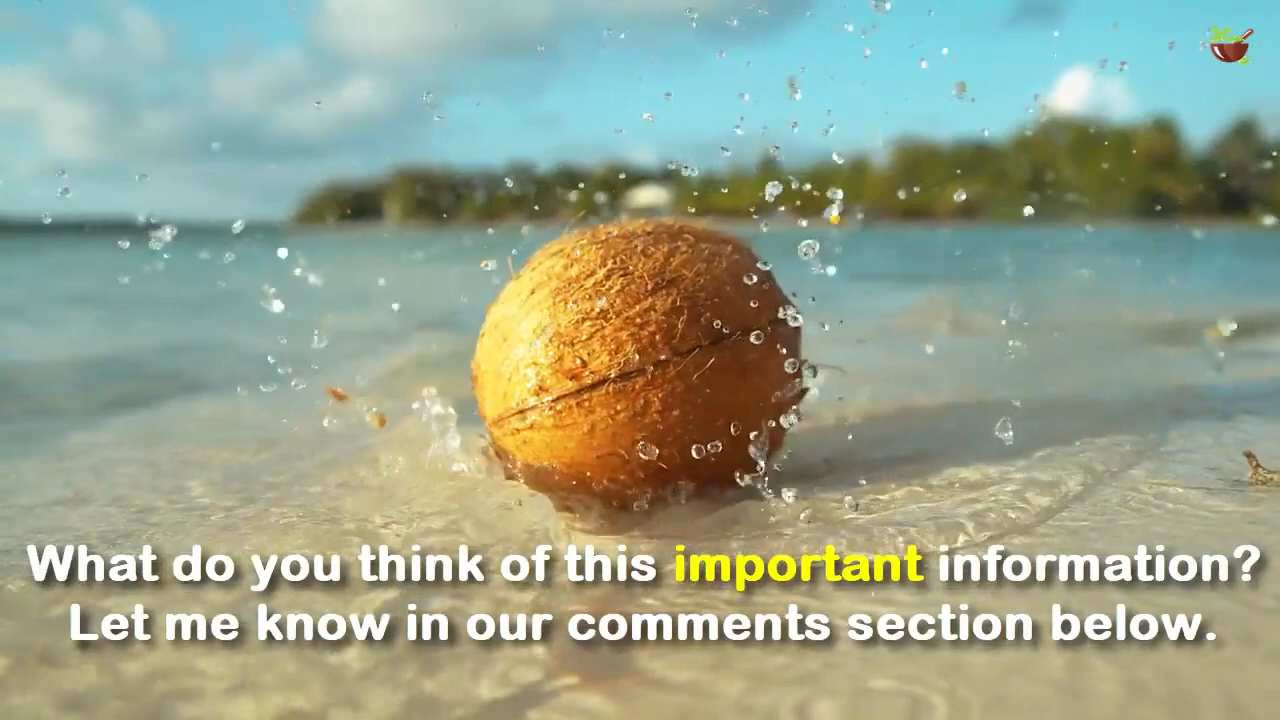 What do you think of this important information?
Let me know in our comments section below.